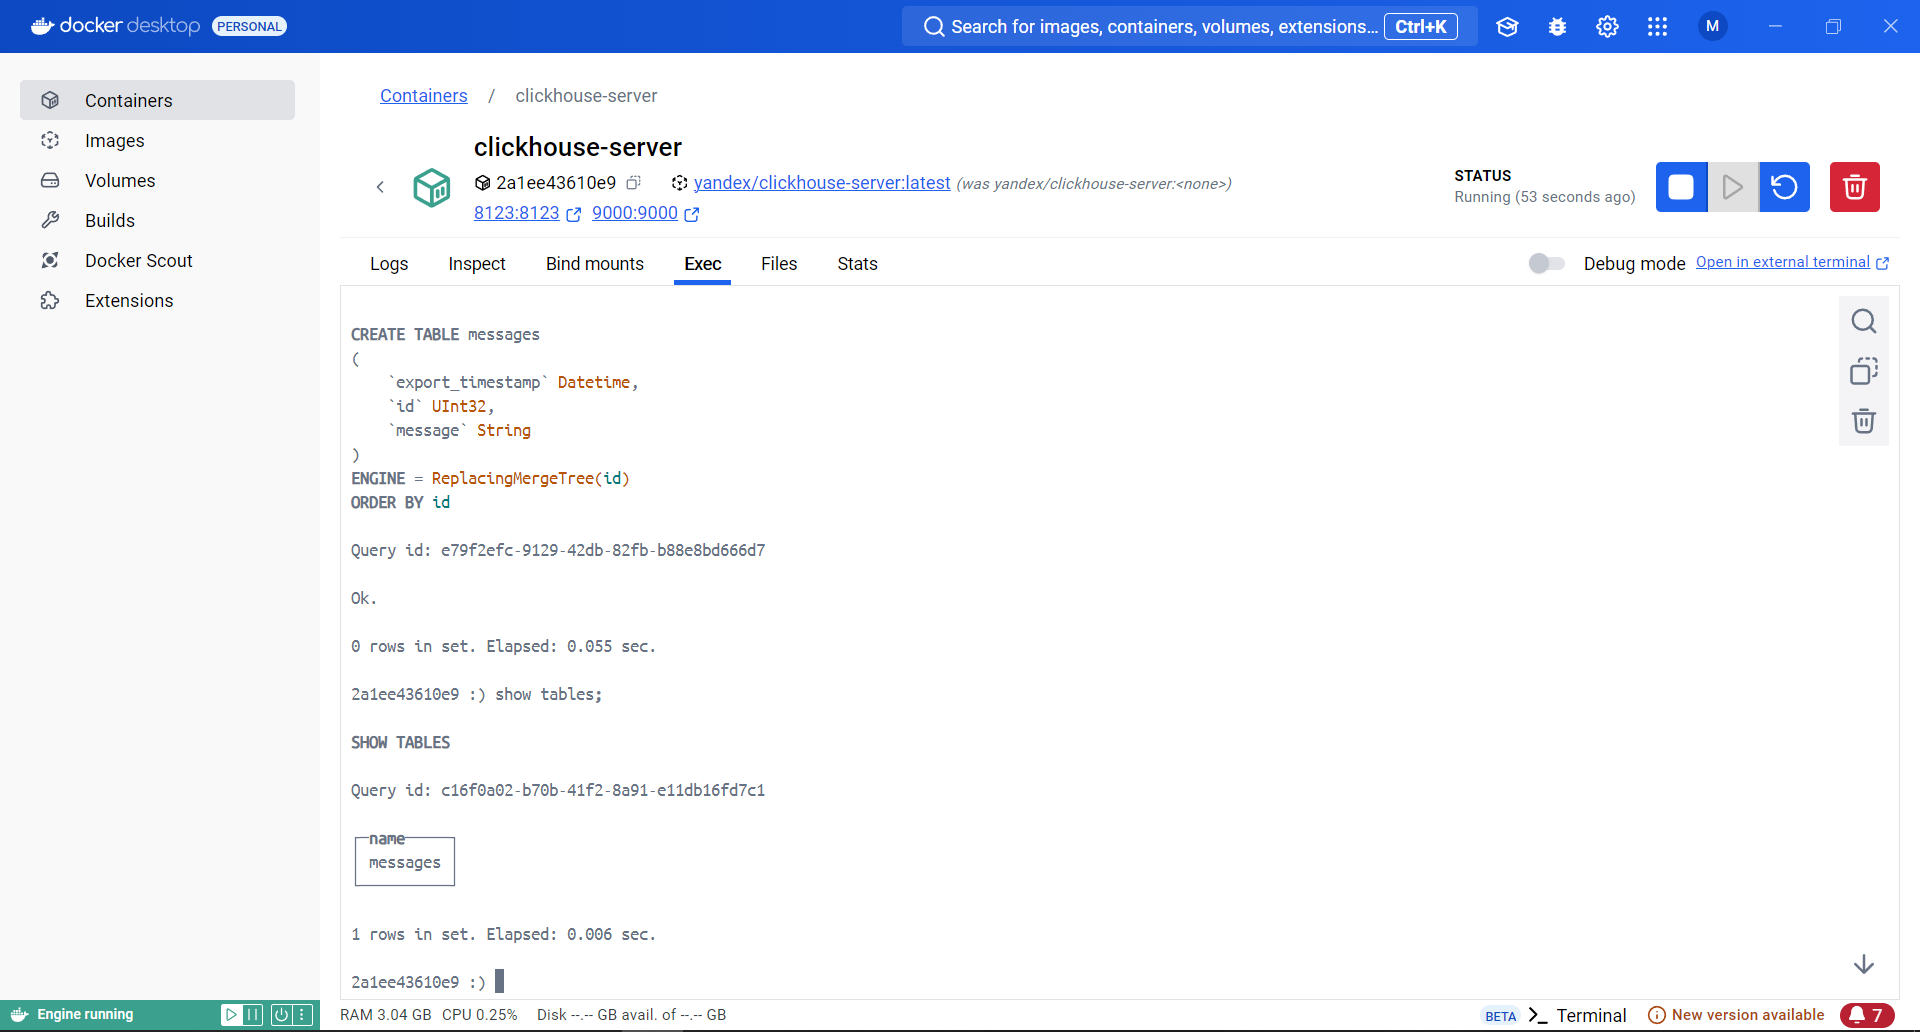 docker desktop PERSONAL
Search for images, containers, volumes, extensions... Ctrl+K
M
Containers
Images
Volumes
Builds
Docker Scout
Extensions
Containers / clickhouse-server
clickhouse-server
2a1ee43610e9 yandex/clickhouse-server:latest (was yandex/clickhouse-server:<none>)
8123:8123 9000:9000
STATUS
Running (53 seconds ago)
Logs Inspect Bind mounts Exec Files Stats
Debug mode Open in external terminal
CREATE TABLE messages
(
    `export_timestamp` Datetime,
    `id` UInt32,
    `message` String
)
ENGINE = ReplacingMergeTree(id)
ORDER BY id
Query id: e79f2efc-9129-42db-82fb-b88e8bd666d7
Ok.
0 rows in set. Elapsed: 0.055 sec.
2a1ee43610e9 :) show tables;
SHOW TABLES
Query id: c16f0a02-b70b-41f2-8a91-e11db16fd7c1
name
messages
1 rows in set. Elapsed: 0.006 sec.
2a1ee43610e9 :)
Engine running
RAM 3.04 GB CPU 0.25% Disk --.-- GB avail. of --.-- GB
BETA >_ Terminal
New version available
7